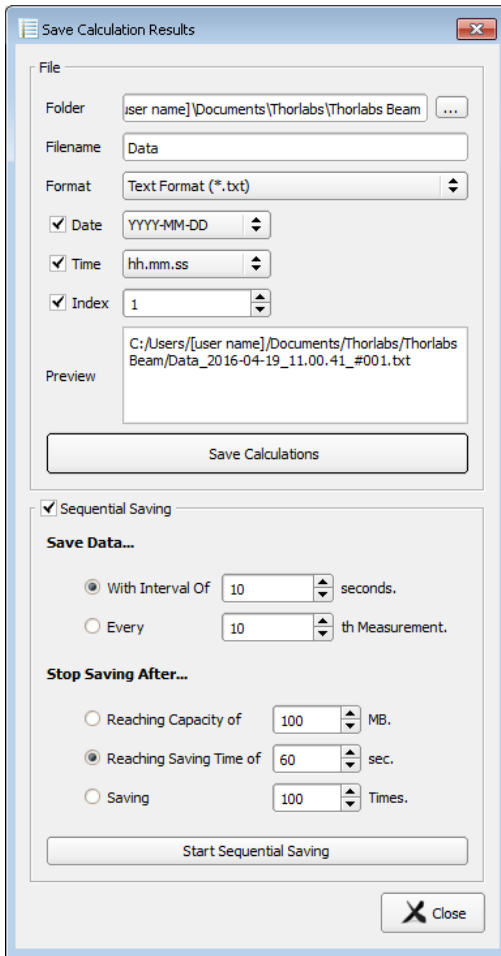 Save Calculation Results
File
Folder user name]\Documents\Thorlabs\Thorlabs Beam ...
Filename Data
Format Text Format (*.txt)
Date YYYY-MM-DD
Time hh.mm.ss
Index 1
C:/Users/[user name]/Documents/Thorlabs/Thorlabs
Beam/Data_2016-04-19_11.00.41_#001.txt
Preview
Save Calculations
Sequential Saving
Save Data...
With Interval Of 10 seconds.
Every 10 th Measurement.
Stop Saving After...
Reaching Capacity of 100 MB.
Reaching Saving Time of 60 sec.
Saving 100 Times.
Start Sequential Saving
Close